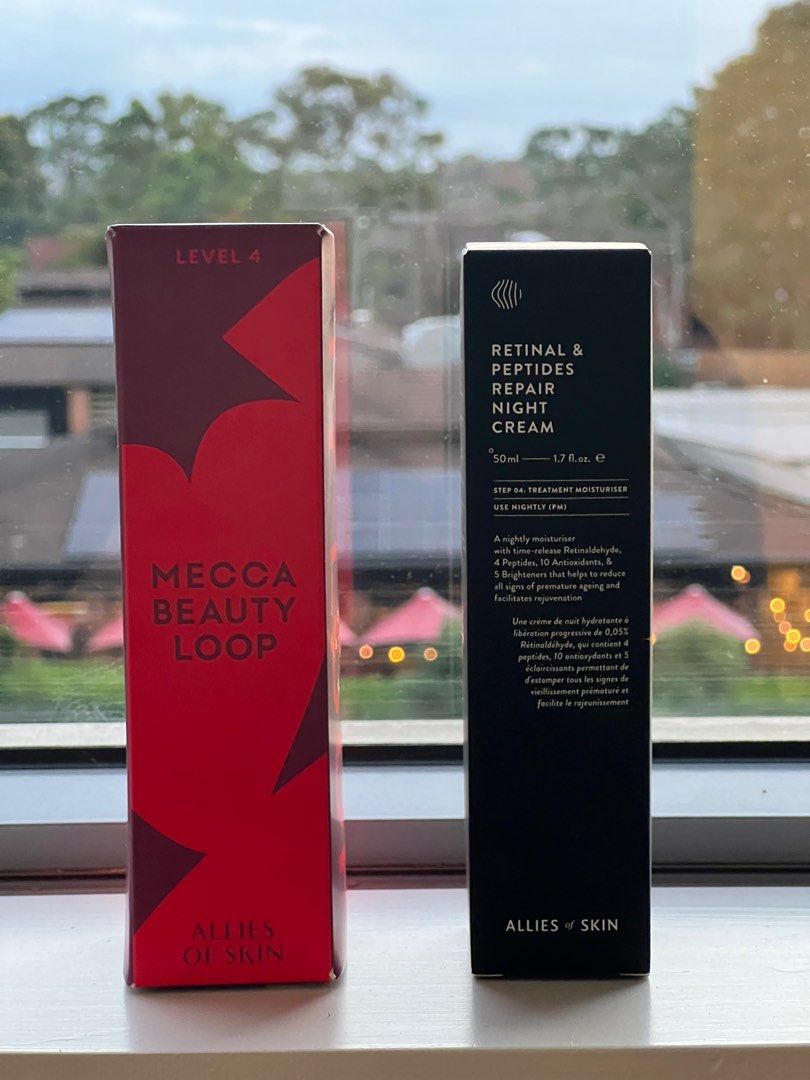 LEVEL 4
MECCA
BEAUTY
LOOP
ALLIES
OF SKIN
RETINAL &
PEPTIDES
REPAIR
NIGHT
CREAM
50ml — 1.7 fl.oz. ℮
STEP 04: TREATMENT MOISTURISER
USE NIGHTLY (PM)
A nightly moisturiser
with time-release Retinaldehyde,
4 Peptides, 10 Antioxidants, &
5 Brighteners that helps to reduce
all signs of premature ageing and
facilitates rejuvenation
Une crème de nuit hydratante à
libération progressive de 0,05%
Rétinaldéhyde, qui contient 4
peptides, 10 antioxydants et 5
éclaircissants permettant de
d'estomper tous les signes de
vieillissement prématuré et
facilite le rajeunissement
ALLIES of SKIN